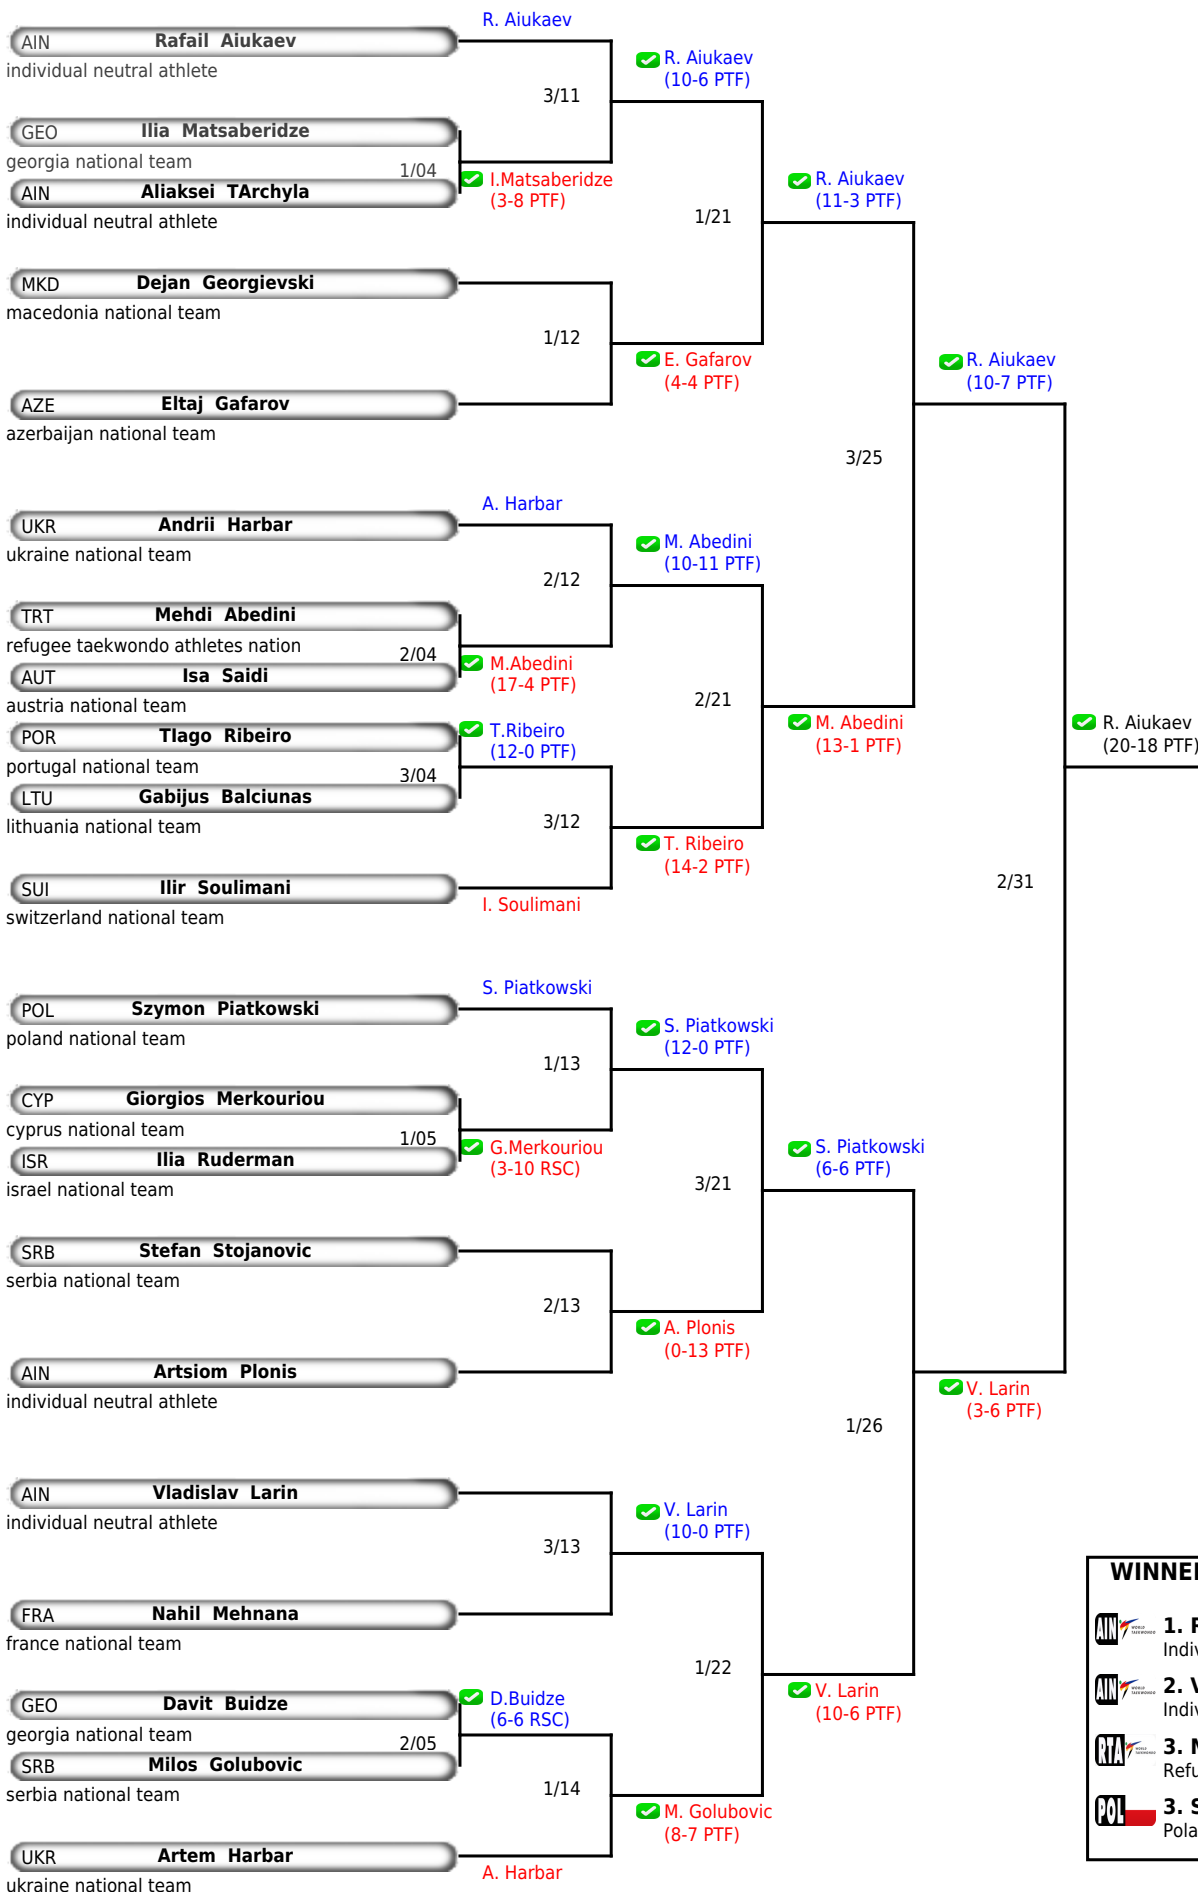 R. Aiukaev
AIN Rafail Aiukaev
individual neutral athlete
R. Aiukaev
(10-6 PTF)
3/11
GEO Ilia Matsaberidze
georgia national team
1/04
I.Matsaberidze
(3-8 PTF)
AIN Aliaksei TArchyla
individual neutral athlete
R. Aiukaev
(11-3 PTF)
1/21
MKD Dejan Georgievski
macedonia national team
1/12
E. Gafarov
(4-4 PTF)
R. Aiukaev
(10-7 PTF)
AZE Eltaj Gafarov
azerbaijan national team
3/25
A. Harbar
UKR Andrii Harbar
ukraine national team
M. Abedini
(10-11 PTF)
2/12
TRT Mehdi Abedini
refugee taekwondo athletes nation
2/04
M.Abedini
(17-4 PTF)
AUT Isa Saidi
austria national team
2/21
M. Abedini
(13-1 PTF)
R. Aiukaev
(20-18 PTF)
POR TIago Ribeiro
portugal national team
T.Ribeiro
(12-0 PTF)
3/04
LTU Gabijus Balciunas
lithuania national team
3/12
T. Ribeiro
(14-2 PTF)
2/31
SUI Ilir Soulimani
switzerland national team
I. Soulimani
S. Piatkowski
POL Szymon Piatkowski
poland national team
S. Piatkowski
(12-0 PTF)
1/13
CYP Giorgios Merkouriou
cyprus national team
1/05
G.Merkouriou
(3-10 RSC)
ISR Ilia Ruderman
israel national team
S. Piatkowski
(6-6 PTF)
3/21
SRB Stefan Stojanovic
serbia national team
2/13
A. Plonis
(0-13 PTF)
AIN Artsiom Plonis
individual neutral athlete
V. Larin
(3-6 PTF)
1/26
AIN Vladislav Larin
individual neutral athlete
V. Larin
(10-0 PTF)
3/13
FRA Nahil Mehnana
france national team
1/22
V. Larin
(10-6 PTF)
GEO Davit Buidze
georgia national team
D.Buidze
(6-6 RSC)
2/05
SRB Milos Golubovic
serbia national team
1/14
M. Golubovic
(8-7 PTF)
UKR Artem Harbar
ukraine national team
A. Harbar
AIN 1.
AIN 2. V
RTA 3.
POL 3. S